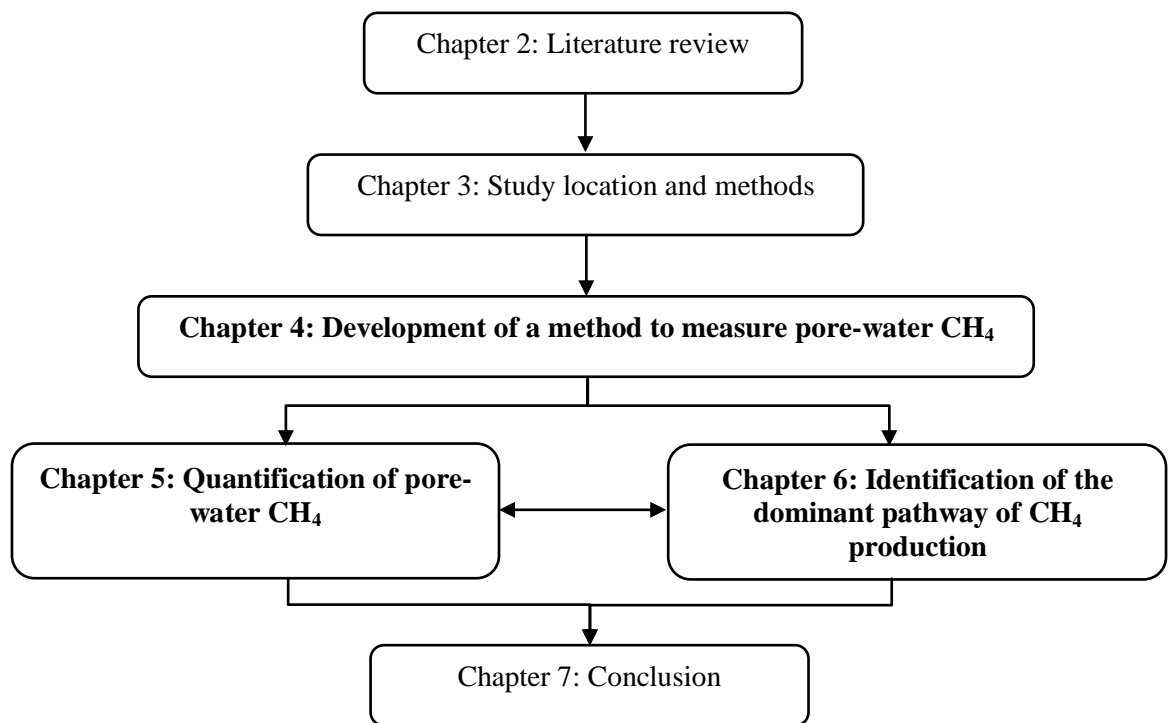 Chapter 2: Literature review
Chapter 3: Study location and methods
Chapter 4: Development of a method to measure pore-water CH₄
Chapter 5: Quantification of pore-
water CH₄
Chapter 6: Identification of the
dominant pathway of CH₄
production
Chapter 7: Conclusion